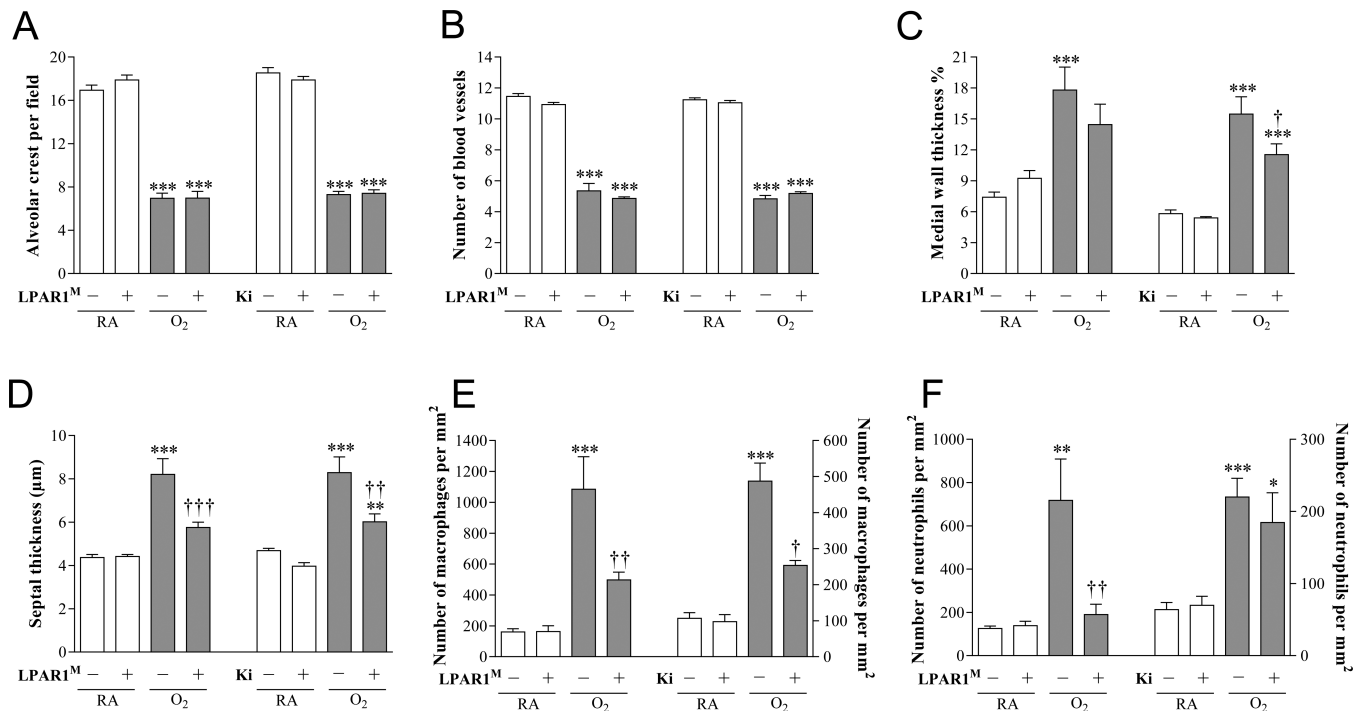 A
Alveolar crest per field
20
16
12
8
4
0
*** *** *** ***
LPAR1ᴹ − + Ki − +
− + − +
RA O₂ RA O₂
B
Number of blood vessels
14
12
10
8
6
4
2
0
*** *** *** ***
LPAR1ᴹ − + − + Ki − + − +
RA O₂ RA O₂
C
Medial wall thickness %
21
18
15
12
9
6
3
0
*** *** † ***
LPAR1ᴹ − + − + Ki − + − +
RA O₂ RA O₂
D
Septal thickness (µm)
10
8
6
4
2
0
*** ††† *** †† **
LPAR1ᴹ − + − + Ki − + − +
RA O₂ RA O₂
E
Number of macrophages per mm²
1400
1200
1000
800
600
400
200
0
*** †† *** †
600
500
400
300
200
100
0
Number of macrophages per mm²
LPAR1ᴹ − + − + Ki − + − +
RA O₂ RA O₂
F
Number of neutrophils per mm²
1000
800
600
400
200
0
** †† *** *
300
200
100
0
Number of neutrophils per mm²
LPAR1ᴹ − + − + Ki − + − +
RA O₂ RA O₂